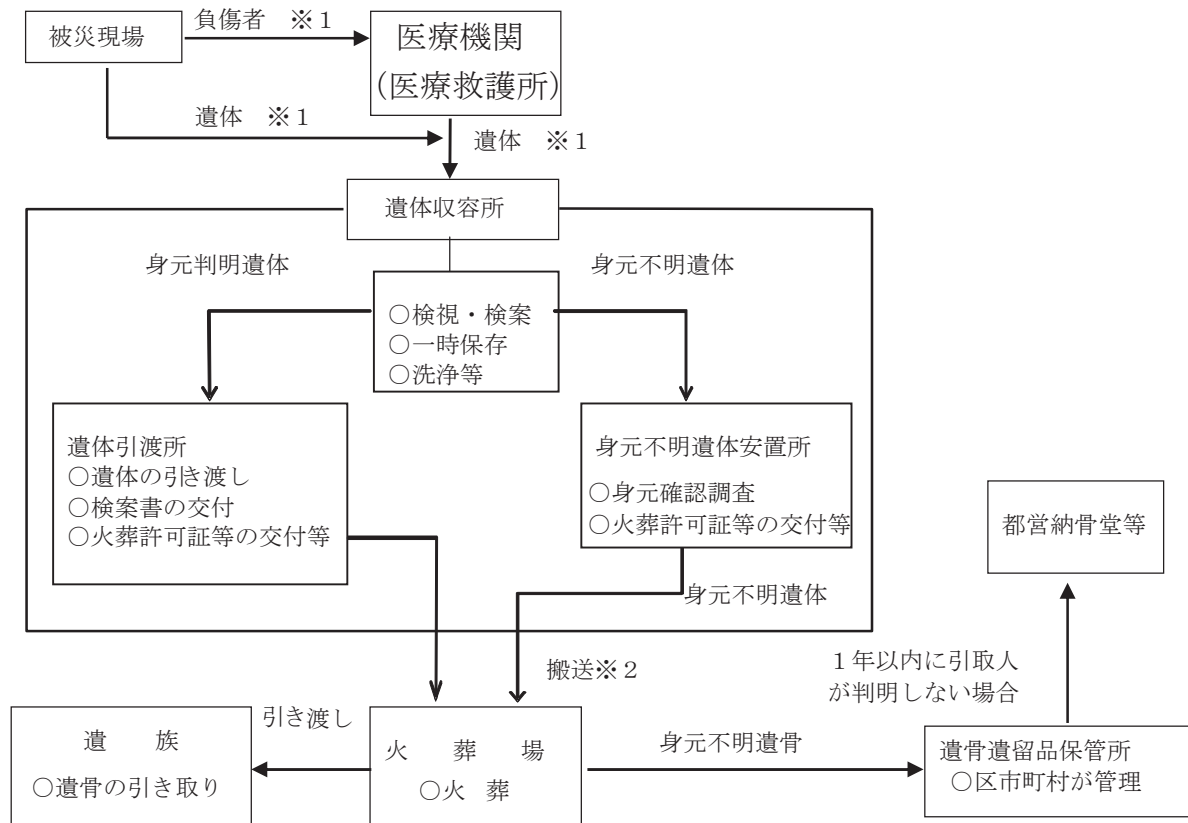 被災現場
負傷者　※１
医療機関
(医療救護所)
遺体　※１
遺体　※１
遺体収容所
身元判明遺体
身元不明遺体
○検視・検案
○一時保存
○洗浄等
遺体引渡所
○遺体の引き渡し
○検案書の交付
○火葬許可証等の交付等
身元不明遺体安置所
○身元確認調査
○火葬許可証等の交付等
都営納骨堂等
身元不明遺体
搬送※２
１年以内に引取人
が判明しない場合
遺　族
○遺骨の引き取り
引き渡し
火　葬　場
○火　葬
身元不明遺骨
遺骨遺留品保管所
○区市町村が管理